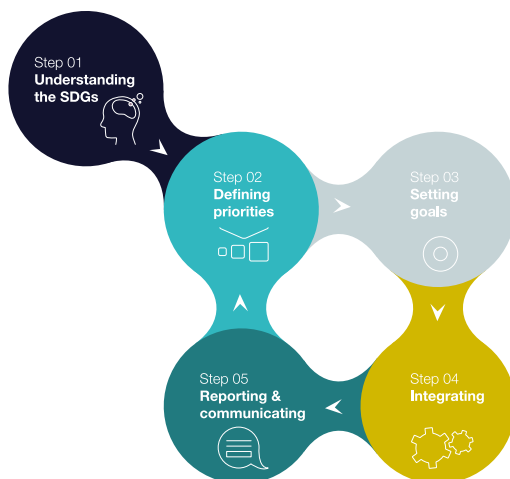 Step 01
Understanding
the SDGs
Step 02
Defining
priorities
Step 03
Setting
goals
Step 04
Integrating
Step 05
Reporting &
communicating